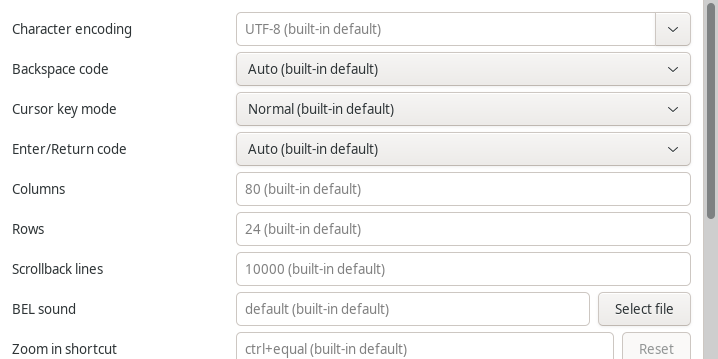 Character encoding UTF-8 (built-in default)
Backspace code Auto (built-in default)
Cursor key mode Normal (built-in default)
Enter/Return code Auto (built-in default)
Columns 80 (built-in default)
Rows 24 (built-in default)
Scrollback lines 10000 (built-in default)
BEL sound default (built-in default) Select file
Zoom in shortcut ctrl+equal (built-in default) Reset